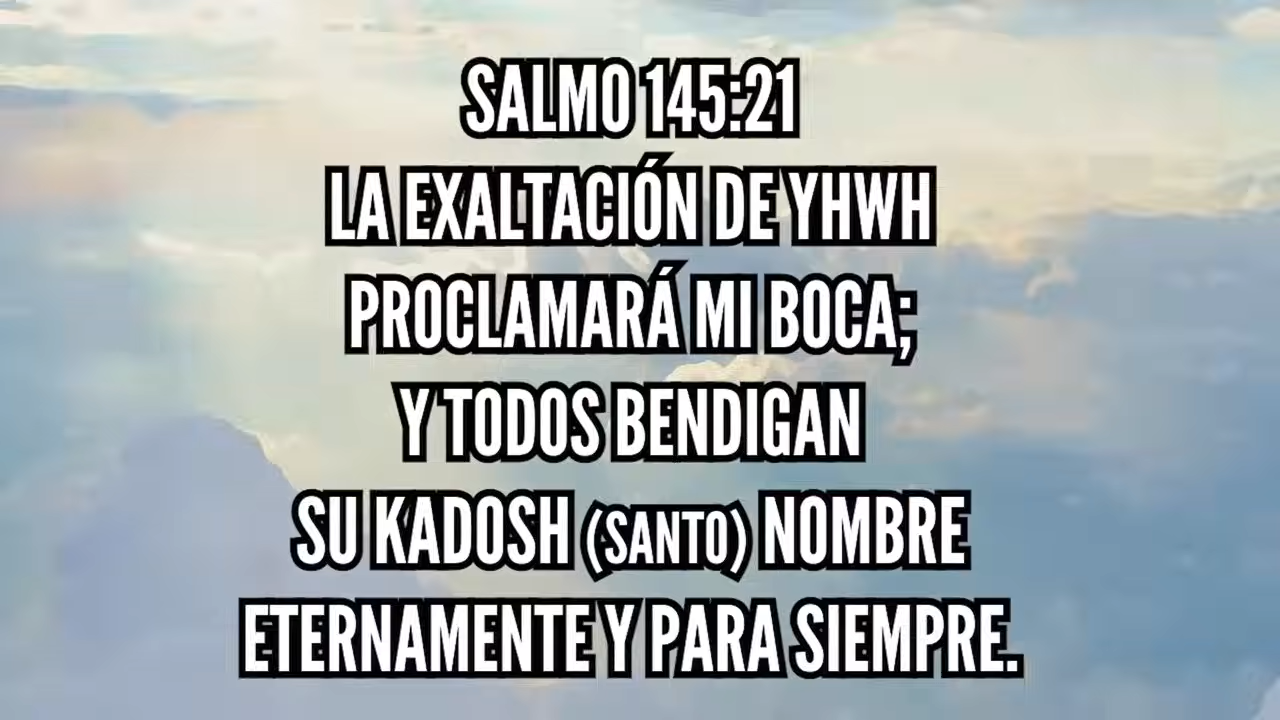 SALMO 145:21
LA EXALTACIÓN DE YHWH
PROCLAMARÁ MI BOCA;
Y TODOS BENDIGAN
SU KADOSH (SANTO) NOMBRE
ETERNAMENTE Y PARA SIEMPRE.